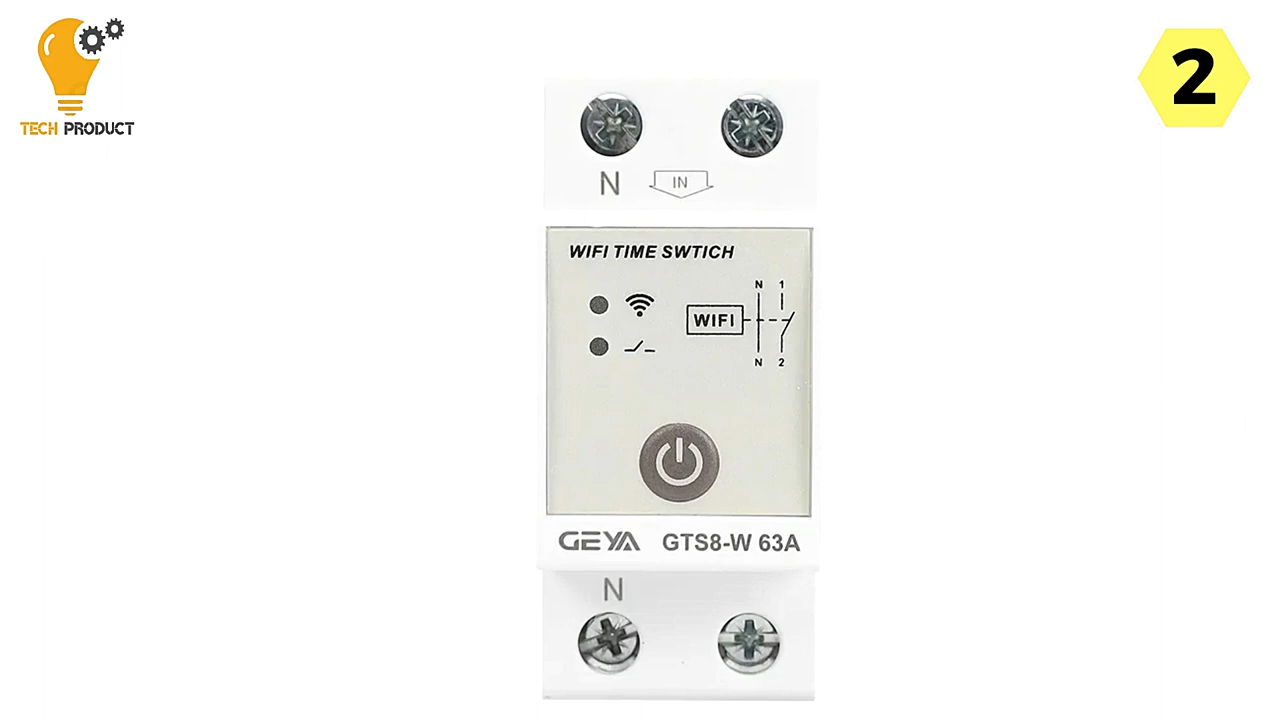 TECH PRODUCT
2
N
IN
WIFI TIME SWTICH
N 1
WIFI
N 2
GEYA GTS8-W 63A
N